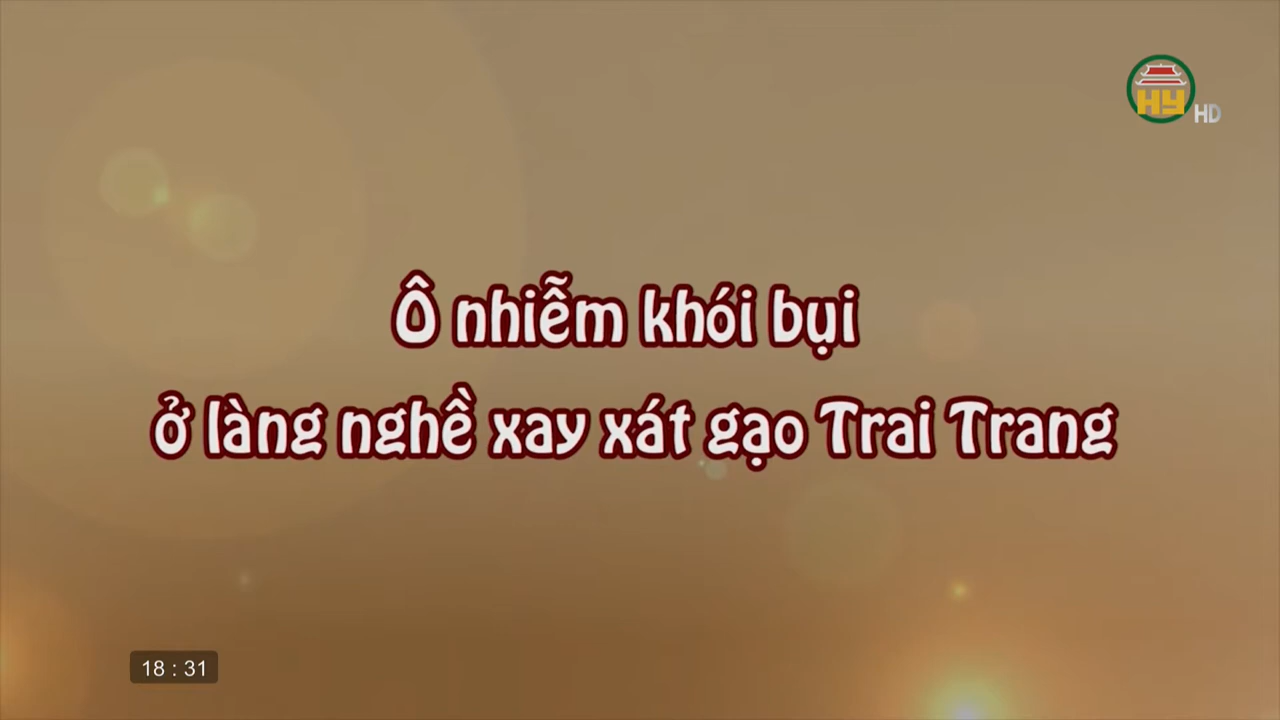 HY HD
Ô nhiễm khói bụi
ở làng nghề xay xát gạo Trai Trang
18 : 31